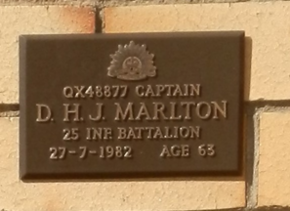 QX48877 CAPTAIN
D. H. J. MARLTON
25 INF. BATTALION
27-7-1982 AGE 63